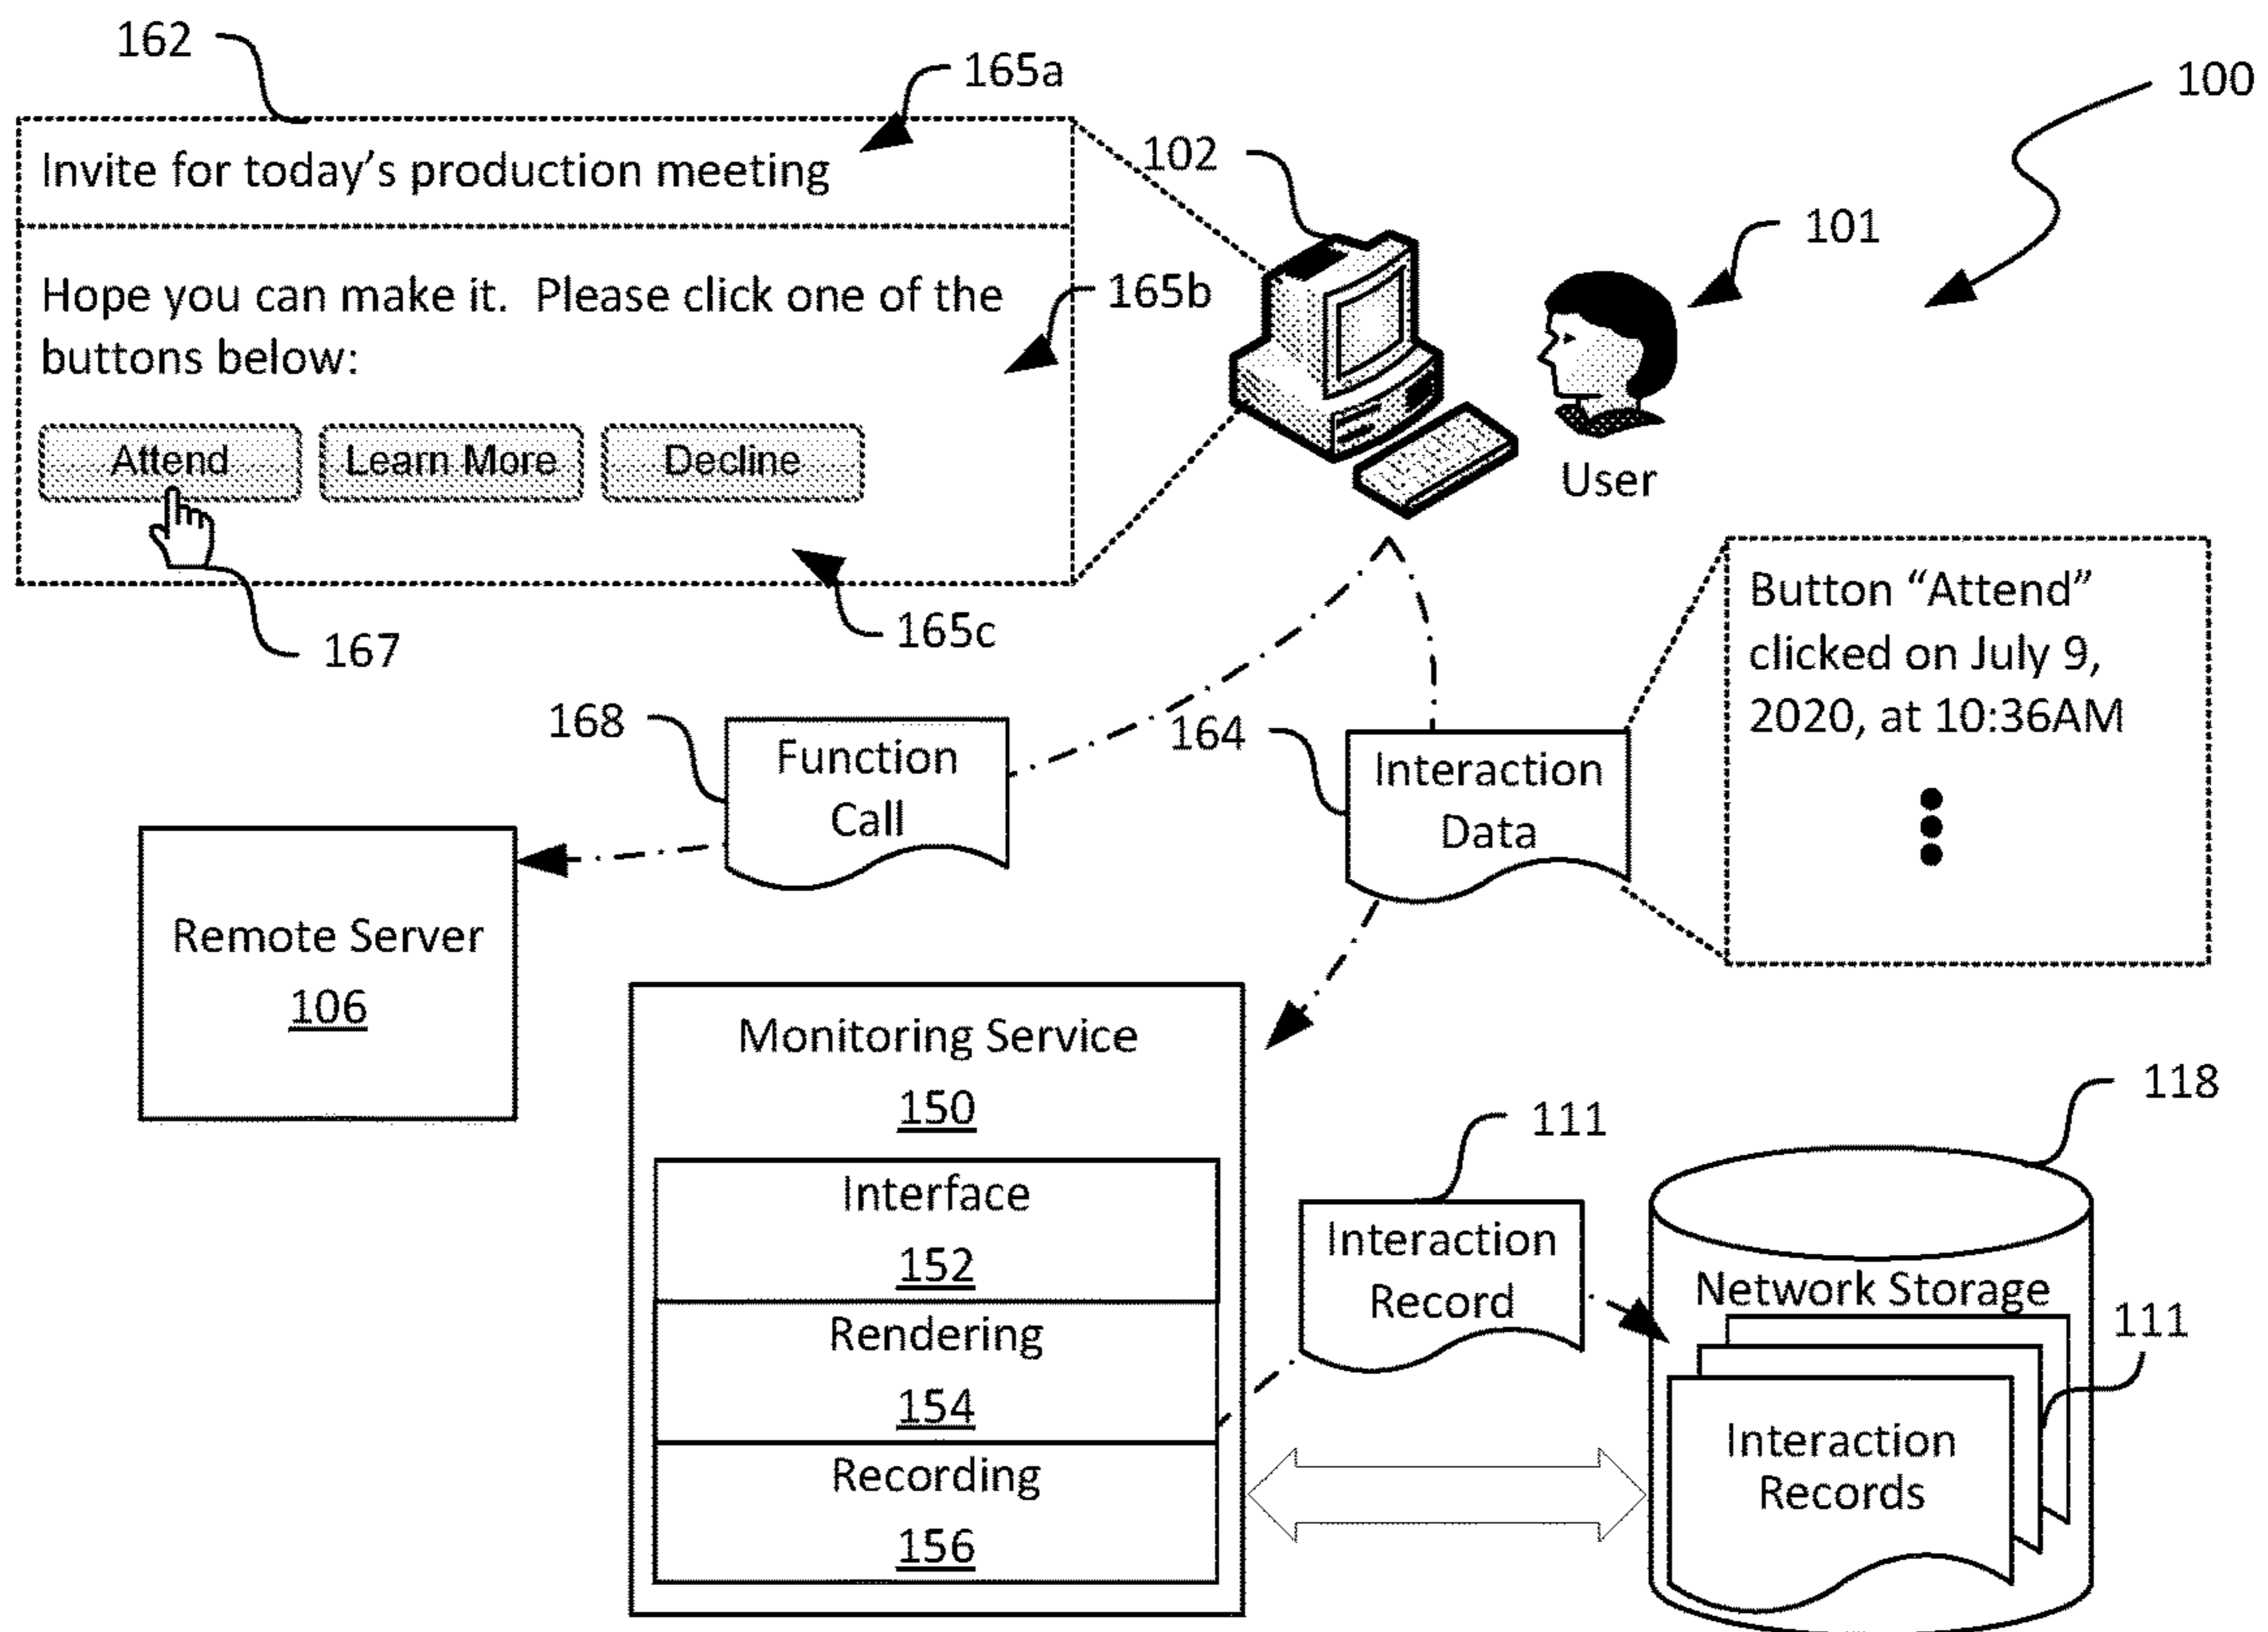 162
165a
100
Invite for today's production meeting
102
101
Hope you can make it.  Please click one of the
buttons below:
165b
Attend
Learn More
Decline
User
167
165c
Button “Attend”
clicked on July 9,
2020, at 10:36AM
168
Function
Call
164
Interaction
Data
Remote Server
106
Monitoring Service
150
Interface
152
Rendering
154
Recording
156
111
Interaction
Record
118
Network Storage
111
Interaction
Records